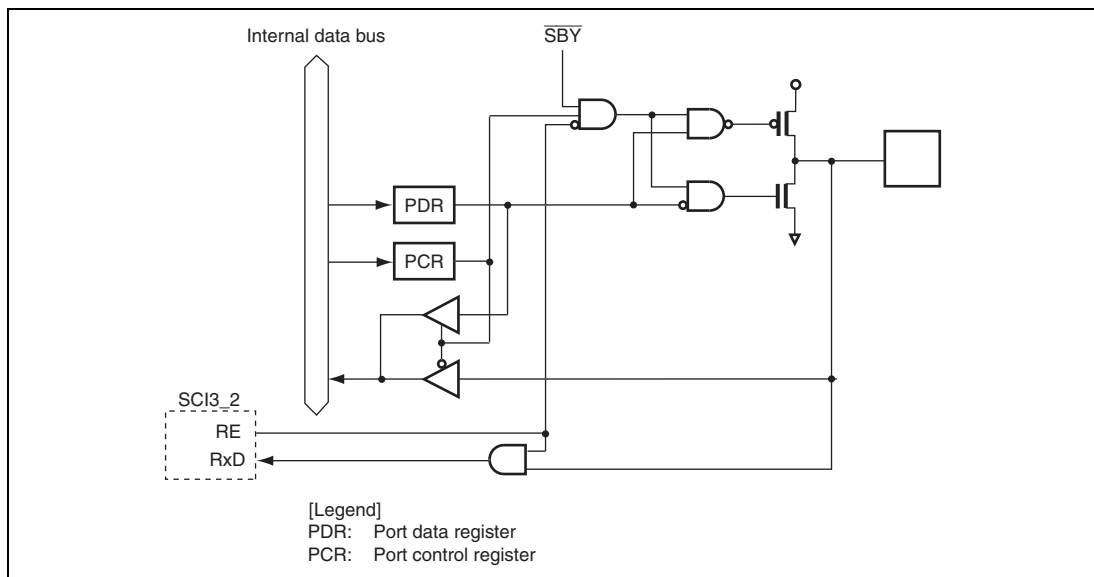 Internal data bus
SBY
PDR
PCR
SCI3_2
RE
RxD
[Legend]
PDR: Port data register
PCR: Port control register